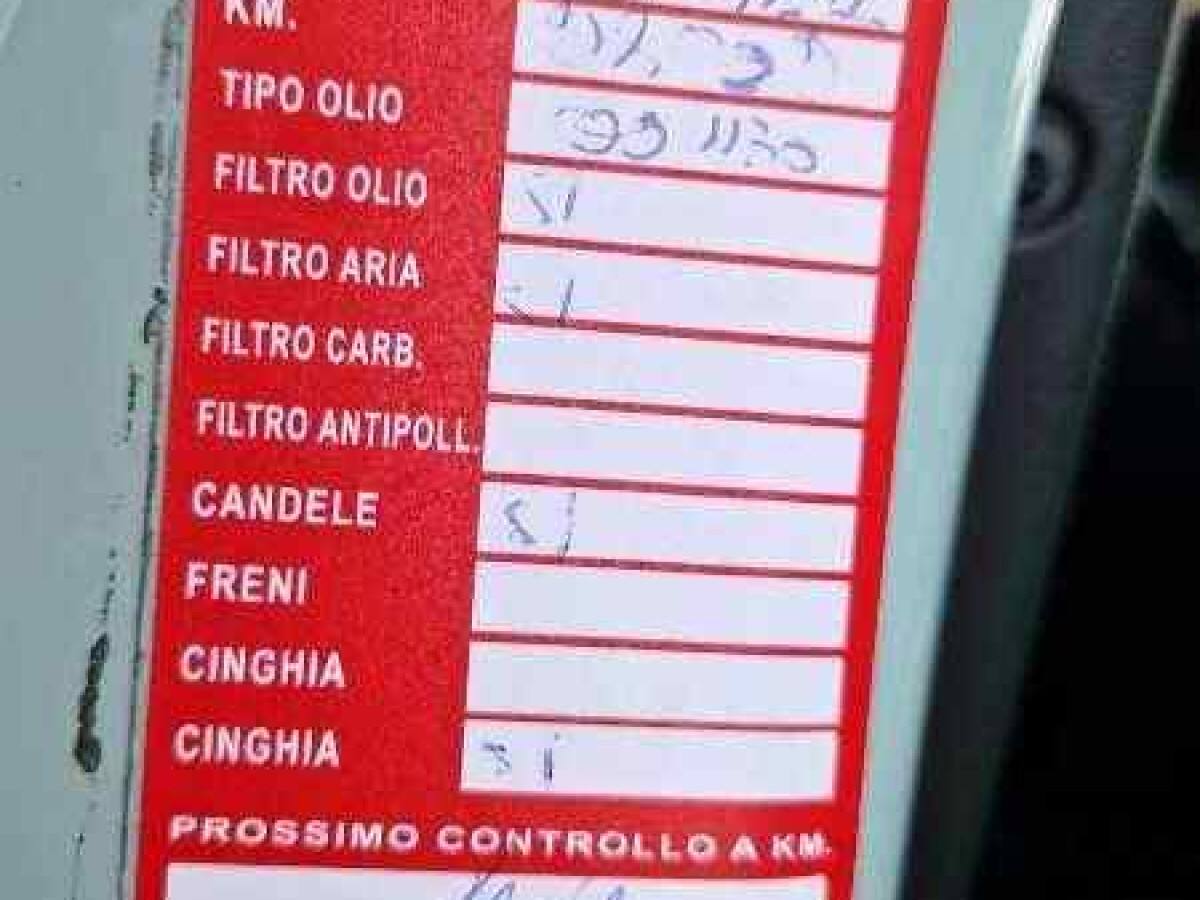 KM.
TIPO OLIO
FILTRO OLIO SI
FILTRO ARIA SI
FILTRO CARB.
FILTRO ANTIPOLL.
CANDELE Si
FRENI
CINGHIA
CINGHIA Si
PROSSIMO CONTROLLO A KM.